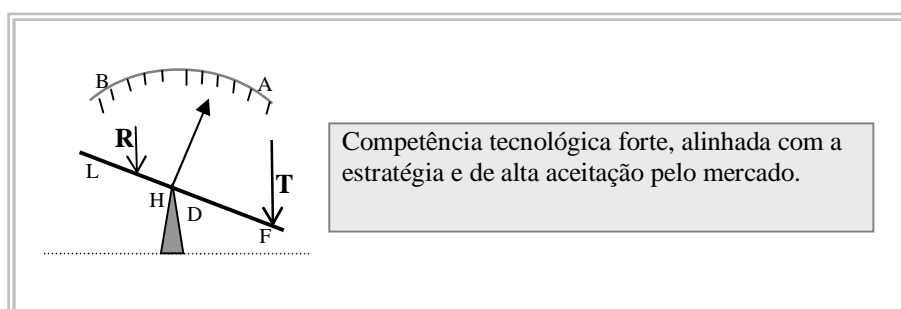 B
A
R
L
T
H
D
F
Competência tecnológica forte, alinhada com a
estratégia e de alta aceitação pelo mercado.